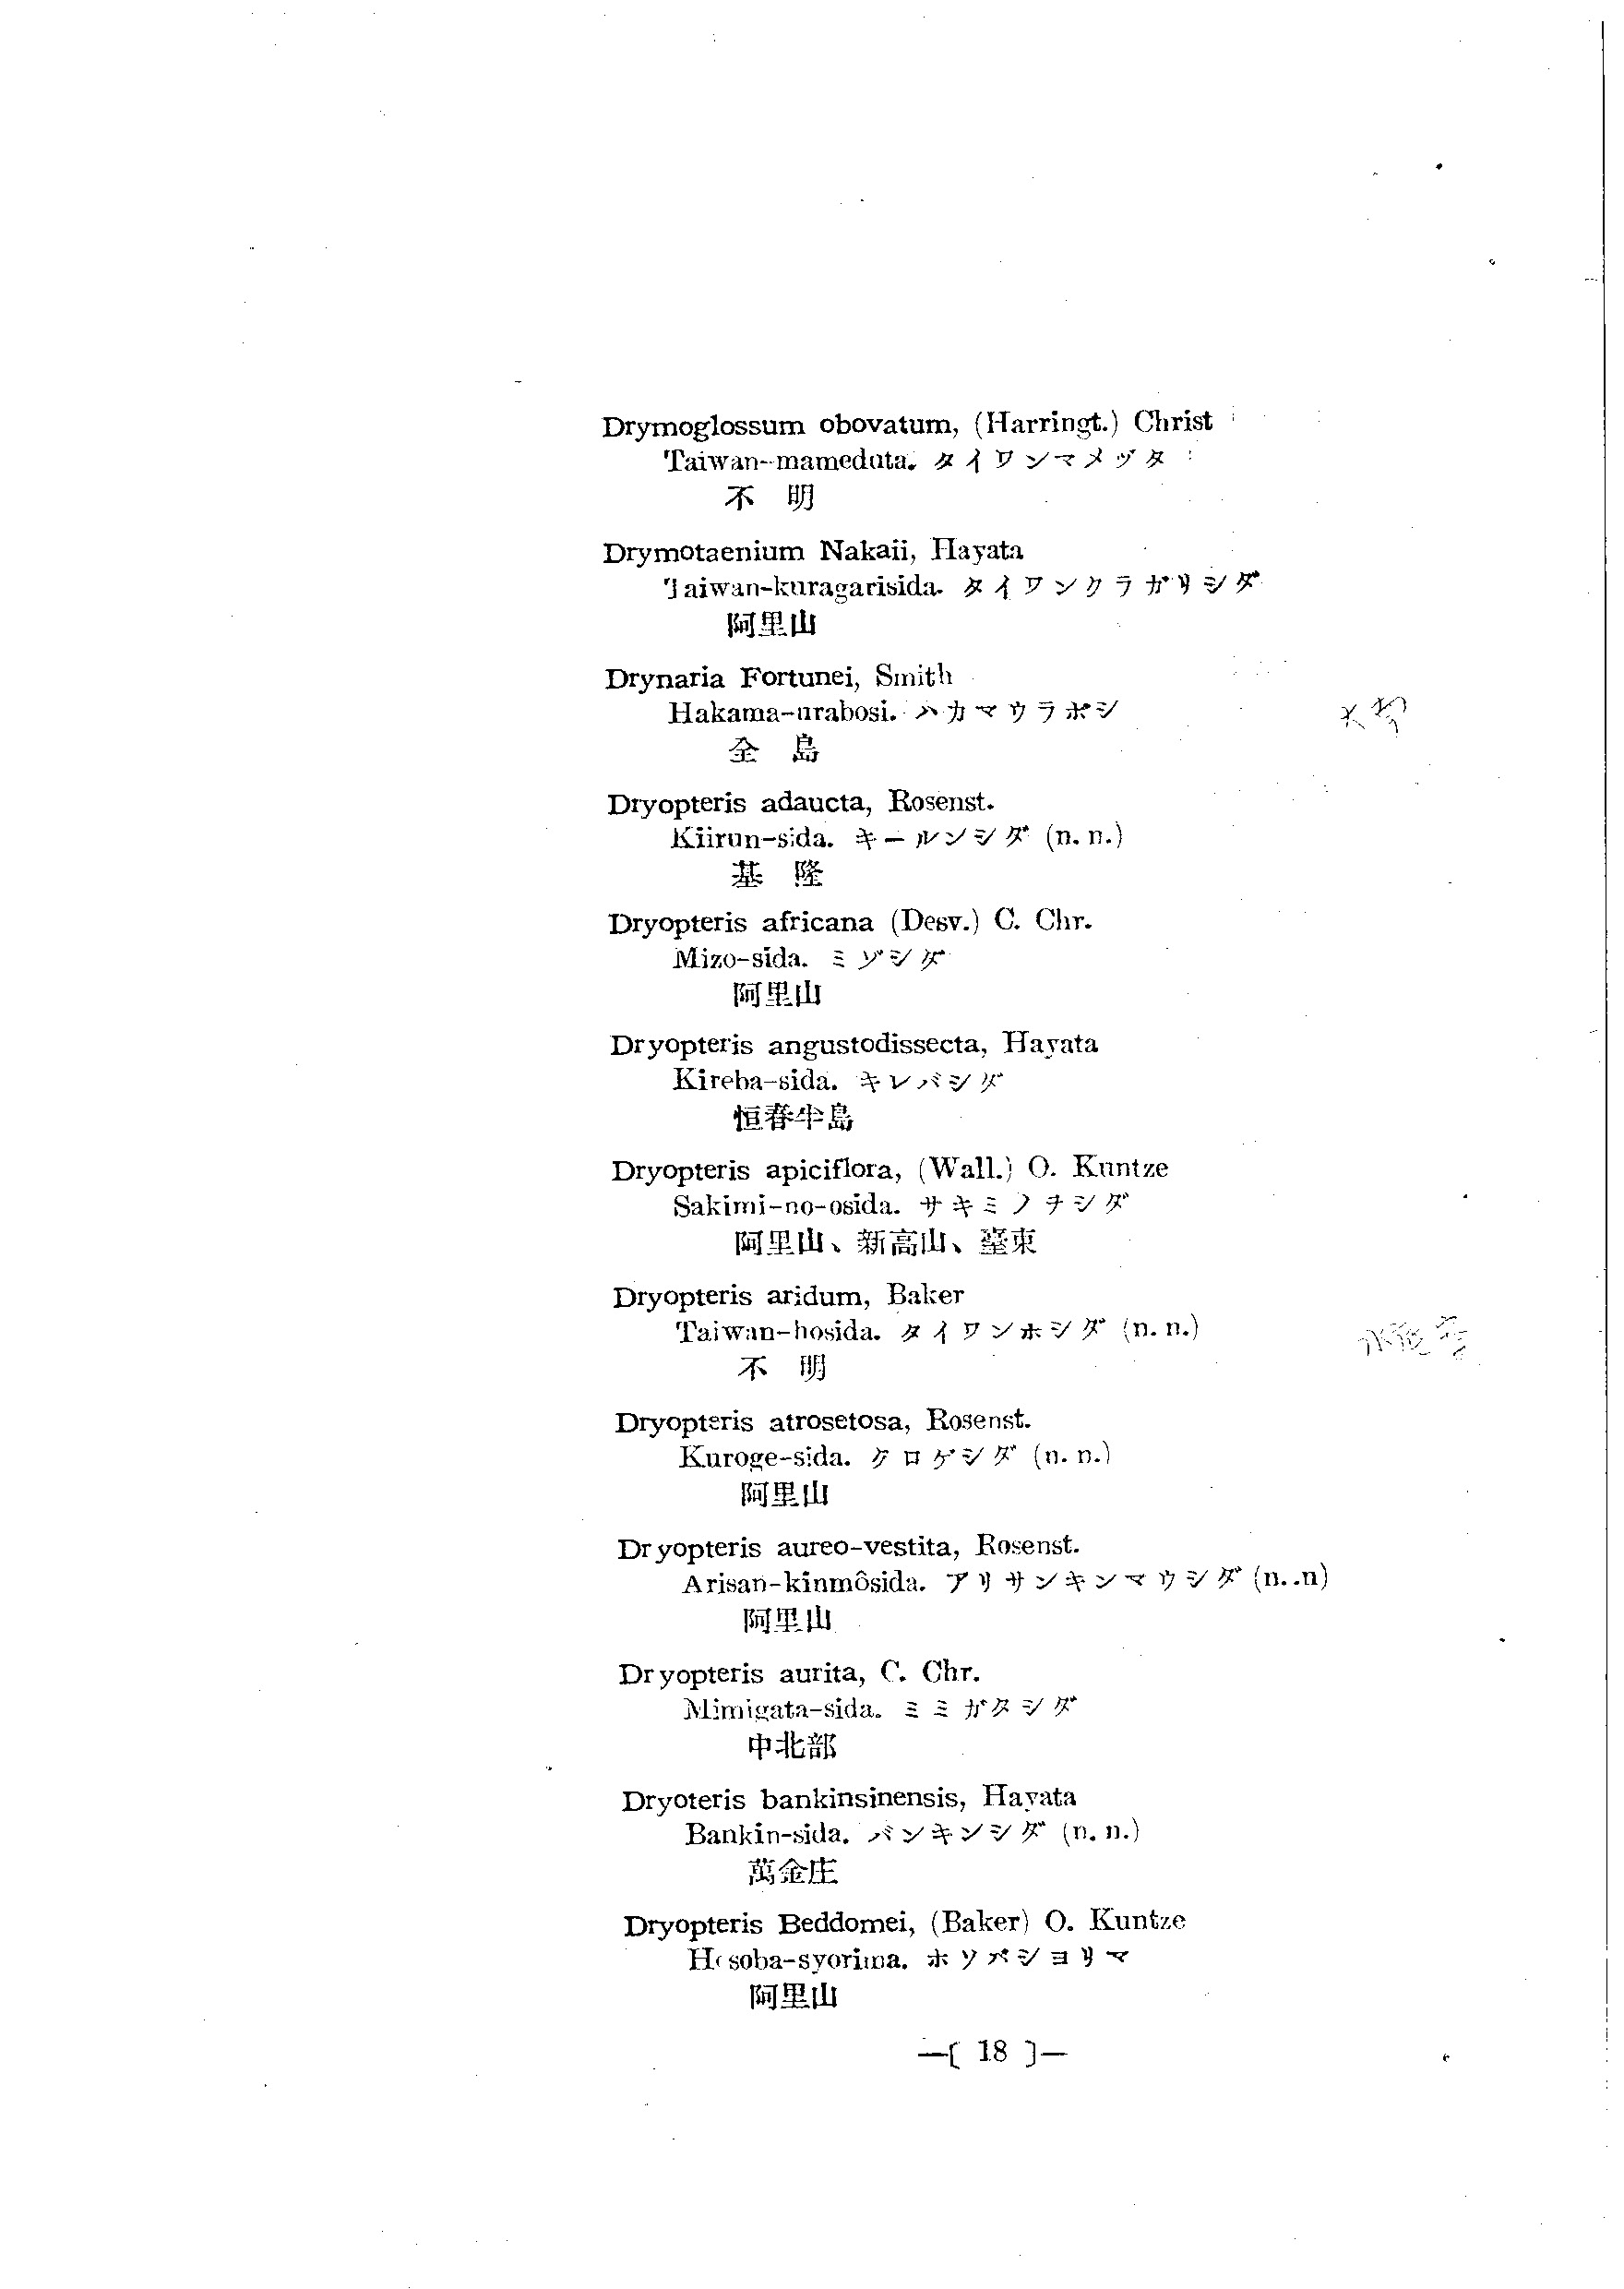 Drymoglossum obovatum, (Harringt.) Christ
Taiwan-mameduta. タイワンマメヅタ
不 明
Drymotaenium Nakaii, Hayata
Taiwan-kuragarisida. タイワンクラガリシダ
阿里山
Drynaria Fortunei, Smith
Hakama-urabosi. ハカマウラボシ
全 島
Dryopteris adaucta, Rosenst.
Kiirun-sida. キールンシダ (n. n.)
基 隆
Dryopteris africana (Desv.) C. Chr.
Mizo-sida. ミゾシダ
阿里山
Dryopteris angustodissecta, Hayata
Kireba-sida. キレバシダ
恒春半島
Dryopteris apiciflora, (Wall.) O. Kuntze
Sakimi-no-osida. サキミノヲシダ
阿里山、新高山、臺東
Dryopteris aridum, Baker
Taiwan-hosida. タイワンホシダ (n. n.)
不 明
Dryopteris atrosetosa, Rosenst.
Kuroge-sida. クロゲシダ (n. n.)
阿里山
Dryopteris aureo-vestita, Rosenst.
Arisan-kinmôsida. アリサンキンマウシダ (n. .n)
阿里山
Dryopteris aurita, C. Chr.
Mimigata-sida. ミミガタシダ
中北部
Dryoteris bankinsinensis, Hayata
Bankin-sida. バンキンシダ (n. n.)
萬金庄
Dryopteris Beddomei, (Baker) O. Kuntze
Hosoba-syorima. ホソバショリマ
阿里山
—[ 18 ]—